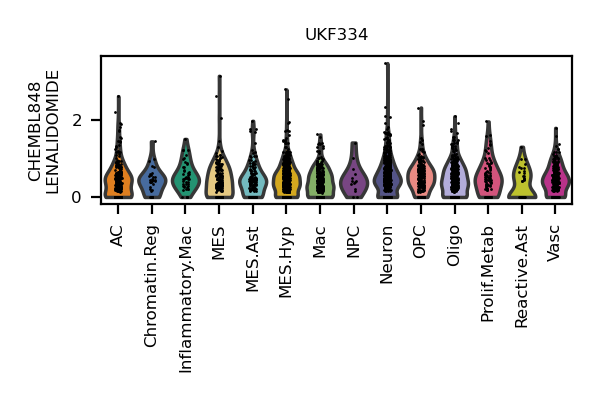 UKF334
CHEMBL848
LENALIDOMIDE
2
0
AC
Chromatin.Reg
Inflammatory.Mac
MES
MES.Ast
MES.Hyp
Mac
NPC
Neuron
OPC
Oligo
Prolif.Metab
Reactive.Ast
Vasc